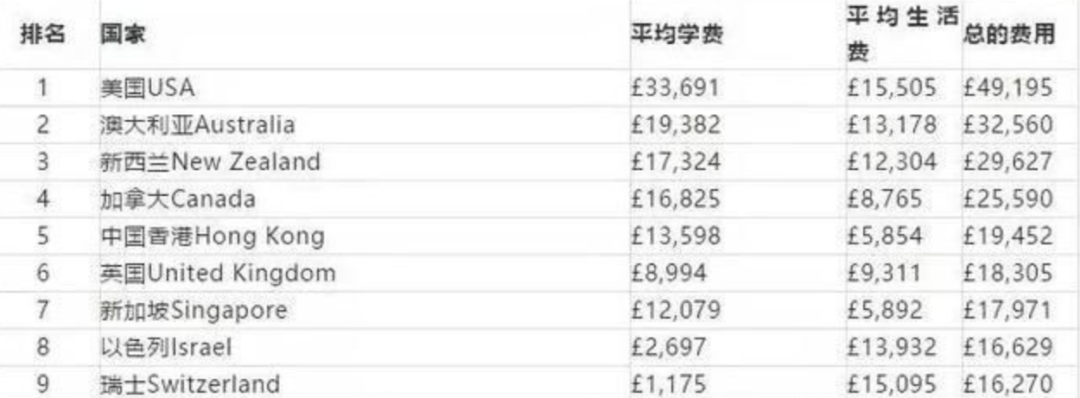 排名 国家 平均学费 平均生活费 总的费用
1 美国USA £33,691 £15,505 £49,195
2 澳大利亚Australia £19,382 £13,178 £32,560
3 新西兰New Zealand £17,324 £12,304 £29,627
4 加拿大Canada £16,825 £8,765 £25,590
5 中国香港Hong Kong £13,598 £5,854 £19,452
6 英国United Kingdom £8,994 £9,311 £18,305
7 新加坡Singapore £12,079 £5,892 £17,971
8 以色列Israel £2,697 £13,932 £16,629
9 瑞士Switzerland £1,175 £15,095 £16,270